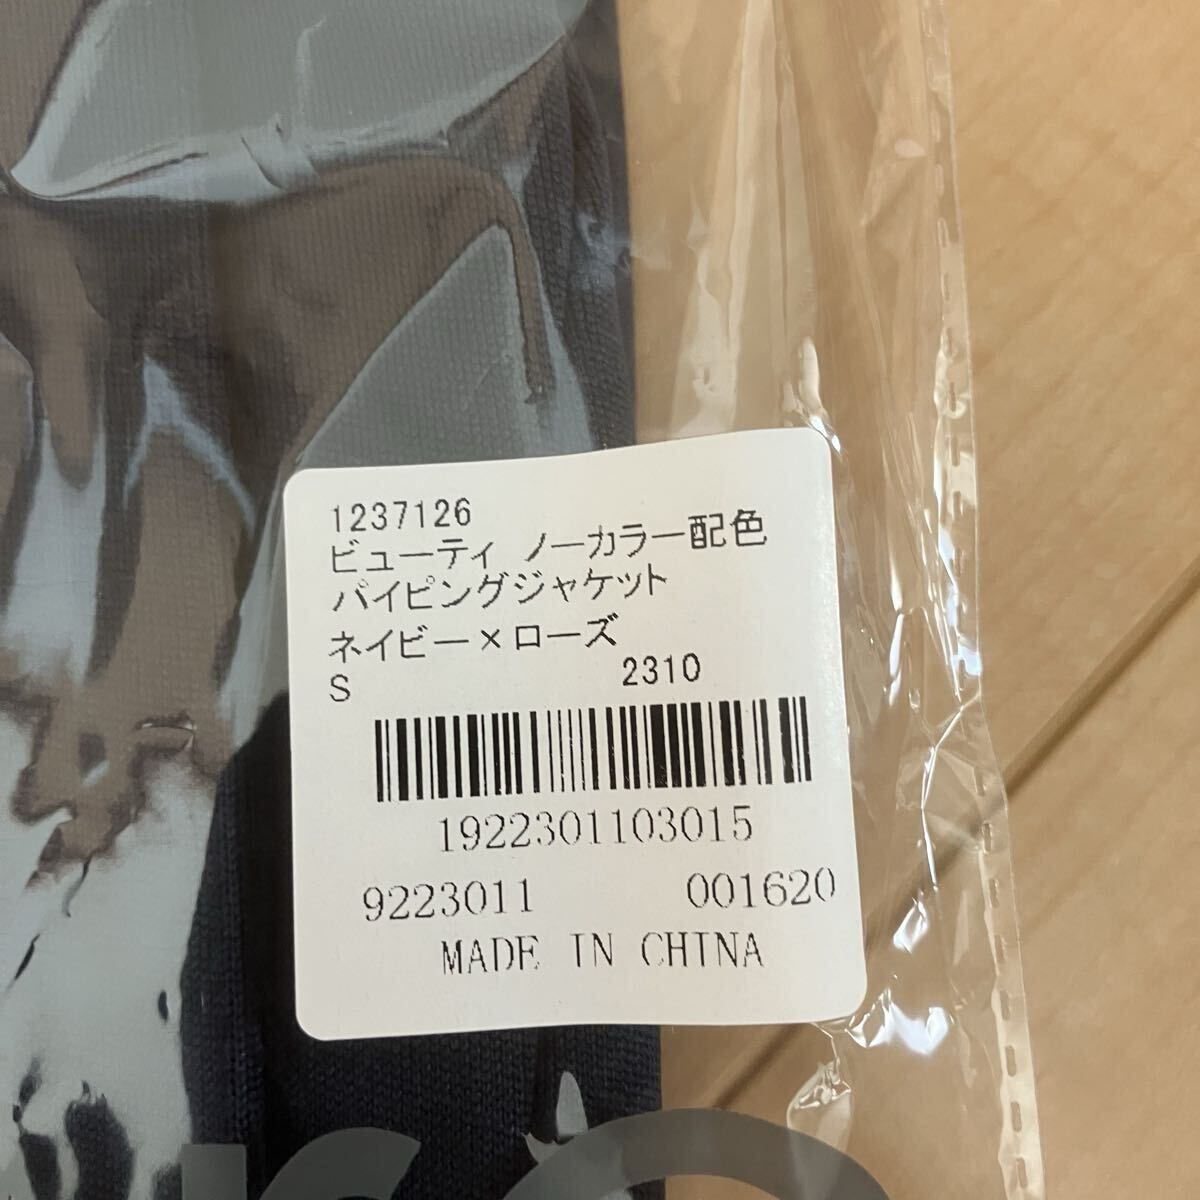 1237126
ビューティ ノーカラー配色
パイピングジャケット
ネイビー×ローズ
S 2310
1922301103015
9223011 001620
MADE IN CHINA